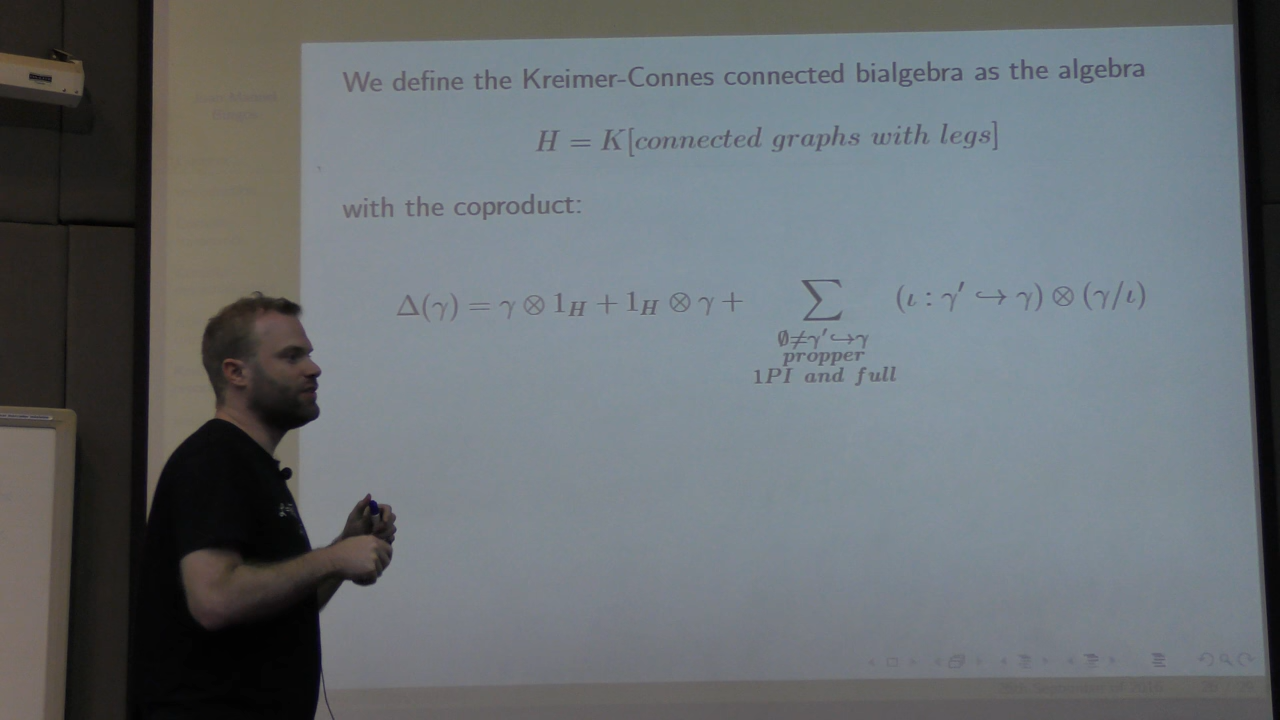 We define the Kreimer-Connes connected bialgebra as the algebra
H = K[connected graphs with legs]
with the coproduct:
Δ(γ) = γ ⊗ 1_H + 1_H ⊗ γ + ∑ (ι : γ′ ↪ γ) ⊗ (γ/ι)
∅≠γ′↪γ
propper
1PI and full